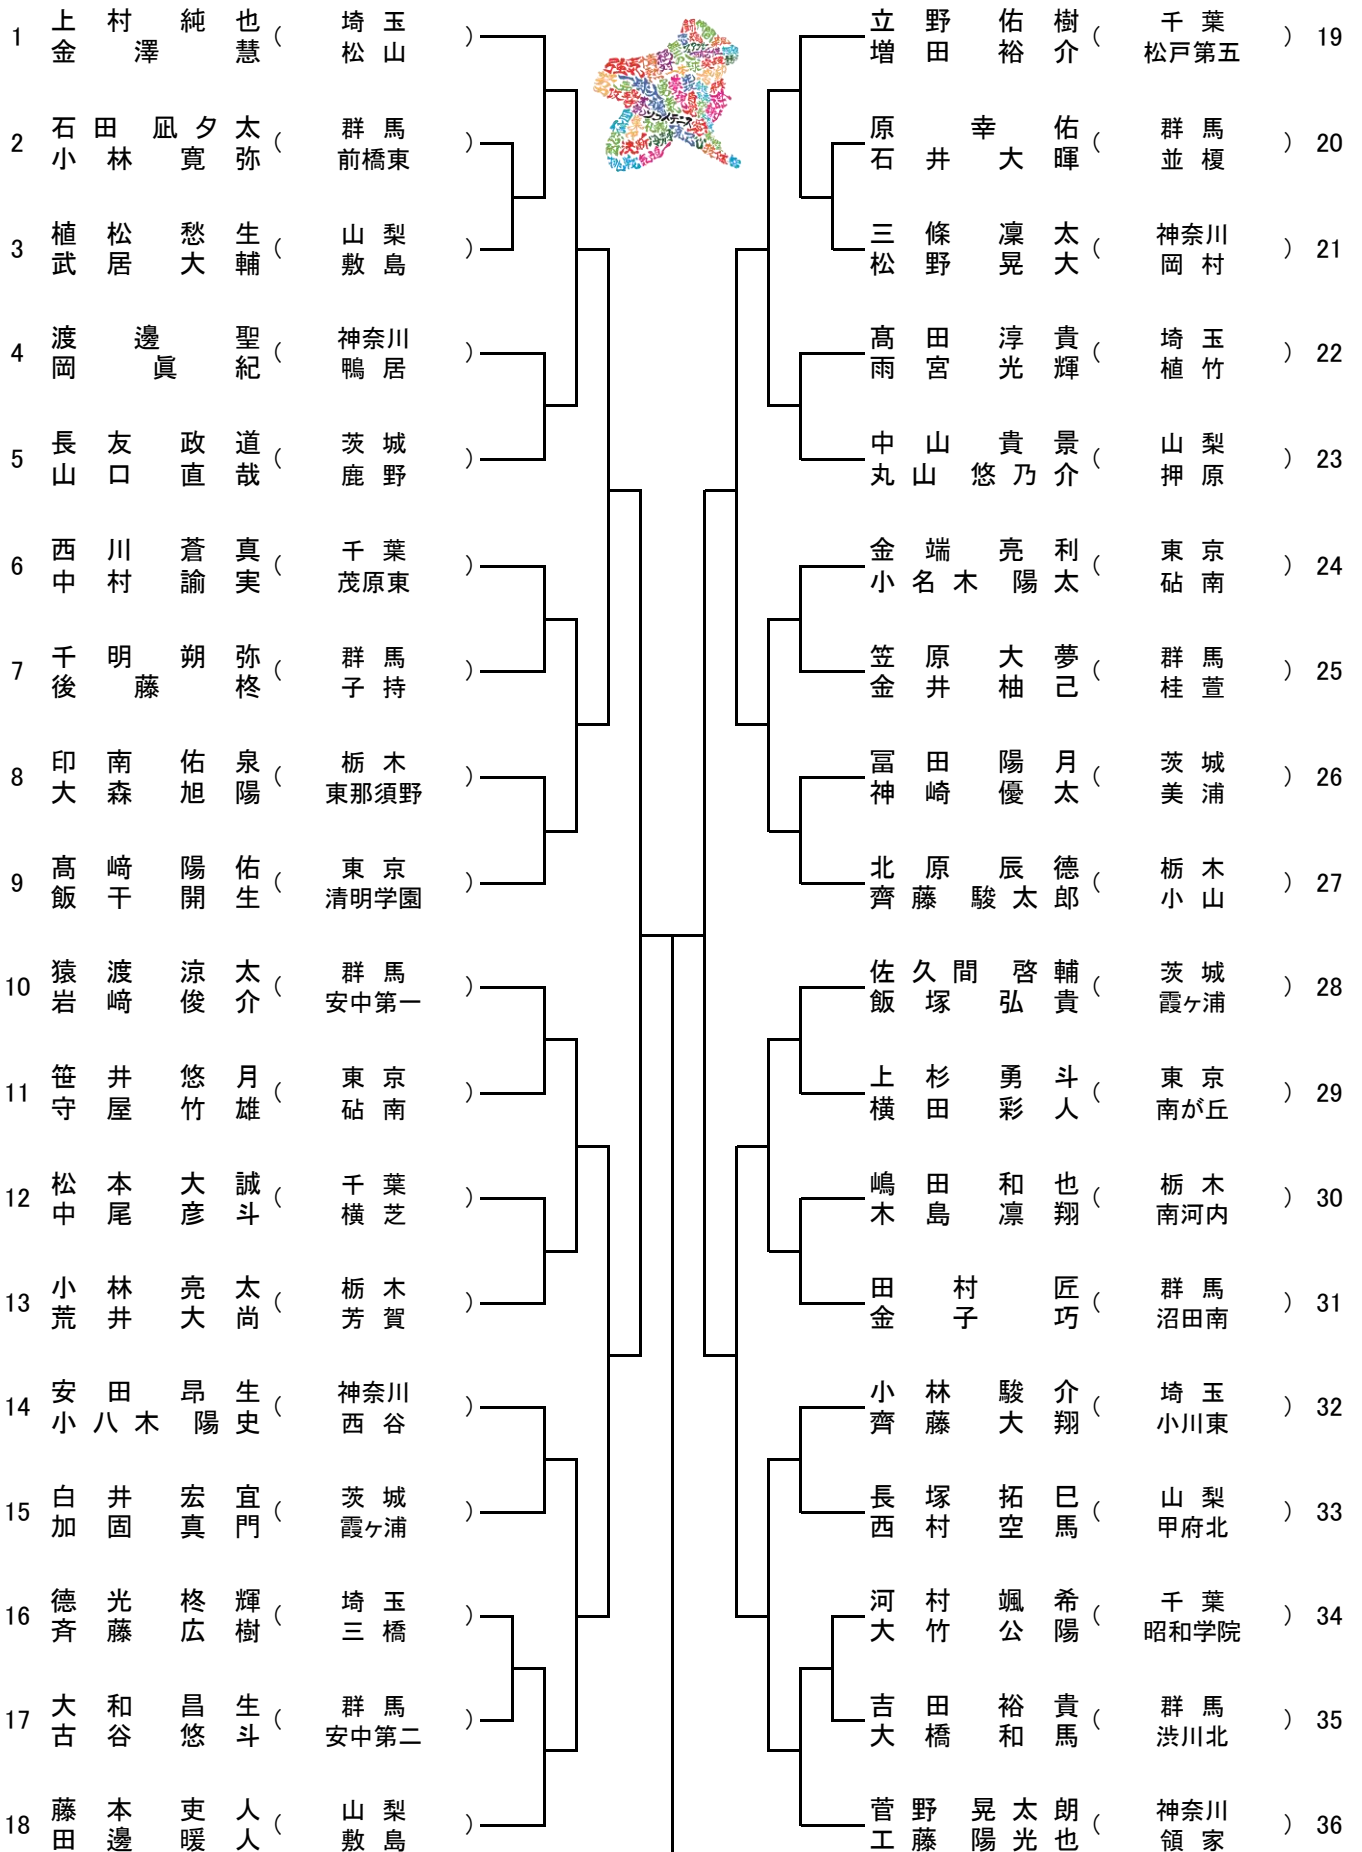 1 上村純也 ( 埼玉 )
金澤慧 松山
2 石田凪夕太 ( 群馬 )
小林寛弥 前橋東
3 植松愁生 ( 山梨 )
武居大輔 敷島
4 渡邊聖 ( 神奈川 )
岡眞紀 鴨居
5 長友政道 ( 茨城 )
山口直哉 鹿野
6 西川蒼真 ( 千葉 )
中村諭実 茂原東
7 千明朔弥 ( 群馬 )
後藤柊 子持
8 印南佑泉 ( 栃木 )
大森旭陽 東那須野
9 髙﨑陽佑 ( 東京 )
飯干開生 清明学園
10 猿渡涼太 ( 群馬 )
岩﨑俊介 安中第一
11 笹井悠月 ( 東京 )
守屋竹雄 砧南
12 松本大誠 ( 千葉 )
中尾彦斗 横芝
13 小林亮太 ( 栃木 )
荒井大尚 芳賀
14 安田昂生 ( 神奈川 )
小八木陽史 西谷
15 白井宏宜 ( 茨城 )
加固真門 霞ヶ浦
16 德光柊輝 ( 埼玉 )
斉藤広樹 三橋
17 大和昌生 ( 群馬 )
古谷悠斗 安中第二
18 藤本吏人 ( 山梨 )
田邊暖人 敷島
ソフトテニス
立野佑樹 ( 千葉 ) 19
増田裕介 松戸第五
原幸佑 ( 群馬 ) 20
石井大暉 並榎
三條凜太 ( 神奈川 ) 21
松野晃大 岡村
髙田淳貴 ( 埼玉 ) 22
雨宮光輝 植竹
中山貴景 ( 山梨 ) 23
丸山悠乃介 押原
金端亮利 ( 東京 ) 24
小名木陽太 砧南
笠原大夢 ( 群馬 ) 25
金井柚己 桂萱
冨田陽月 ( 茨城 ) 26
神崎優太 美浦
北原辰徳 ( 栃木 ) 27
齊藤駿太郎 小山
佐久間啓輔 ( 茨城 ) 28
飯塚弘貴 霞ヶ浦
上杉勇斗 ( 東京 ) 29
横田彩人 南が丘
嶋田和也 ( 栃木 ) 30
木島凛翔 南河内
田村匠 ( 群馬 ) 31
金子巧 沼田南
小林駿介 ( 埼玉 ) 32
齊藤大翔 小川東
長塚拓巳 ( 山梨 ) 33
西村空馬 甲府北
河村颯希 ( 千葉 ) 34
大竹公陽 昭和学院
吉田裕貴 ( 群馬 ) 35
大橋和馬 渋川北
菅野晃太朗 ( 神奈川 ) 36
工藤陽光也 領家